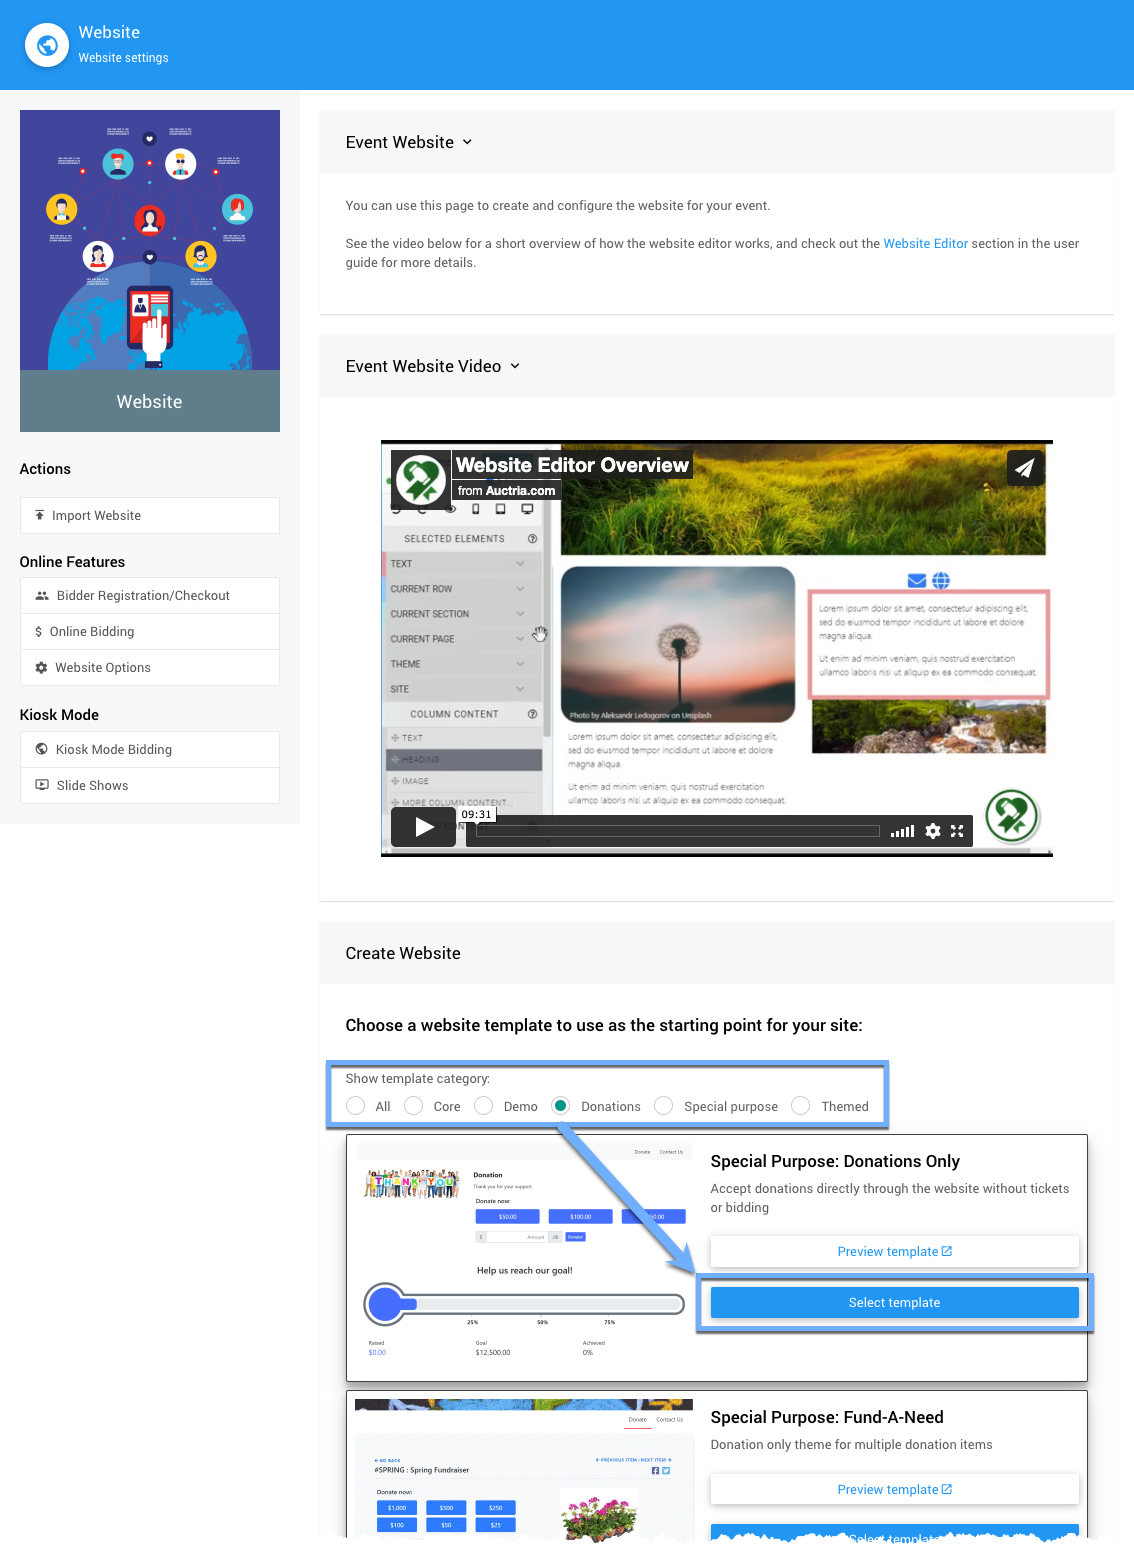 Website
Website settings
Website
Actions
Import Website
Online Features
Bidder Registration/Checkout
Online Bidding
Website Options
Kiosk Mode
Kiosk Mode Bidding
Slide Shows
Event Website
You can use this page to create and configure the website for your event.
See the video below for a short overview of how the website editor works, and check out the Website Editor section in the user
guide for more details.
Event Website Video
Website Editor Overview
from Auctria.com
SELECTED ELEMENTS
TEXT
CURRENT ROW
CURRENT SECTION
CURRENT PAGE
THEME
SITE
COLUMN CONTENT
TEXT
HEADING
IMAGE
MORE COLUMN CONTENT...
Photo by Aleksandr Ledogorov on Unsplash
Lorem ipsum dolor sit amet, consectetur adipiscing elit,
sed do eiusmod tempor incididunt ut labore et dolore
magna aliqua.
Ut enim ad minim veniam, quis nostrud exercitation
ullamco laboris nisi ut aliquip ex ea commodo consequat.
Lorem ipsum dolor sit amet, consectetur adipiscing elit,
sed do eiusmod tempor incididunt ut labore et dolore
magna aliqua.
Ut enim ad minim veniam, quis nostrud exercitation
ullamco laboris nisi ut aliquip ex ea commodo consequat.
09:31
Create Website
Choose a website template to use as the starting point for your site:
Show template category:
All Core Demo Donations Special purpose Themed
Donate Contact Us
THANK YOU
Donation
Thank you for your support
Donate now:
$50.00 $100.00
$ Amount .00 Donate!
Help us reach our goal!
25% 50% 75%
Raised Goal Achieved
$0.00 $12,500.00 0%
Special Purpose: Donations Only
Accept donations directly through the website without tickets
or bidding
Preview template
Select template
Donate Contact Us
GO BACK
PREVIOUS ITEM / NEXT ITEM
#SPRING : Spring Fundraiser
Donate now:
$1,000 $500 $250
$100 $50 $25
Special Purpose: Fund-A-Need
Donation only theme for multiple donation items
Preview template
Select template